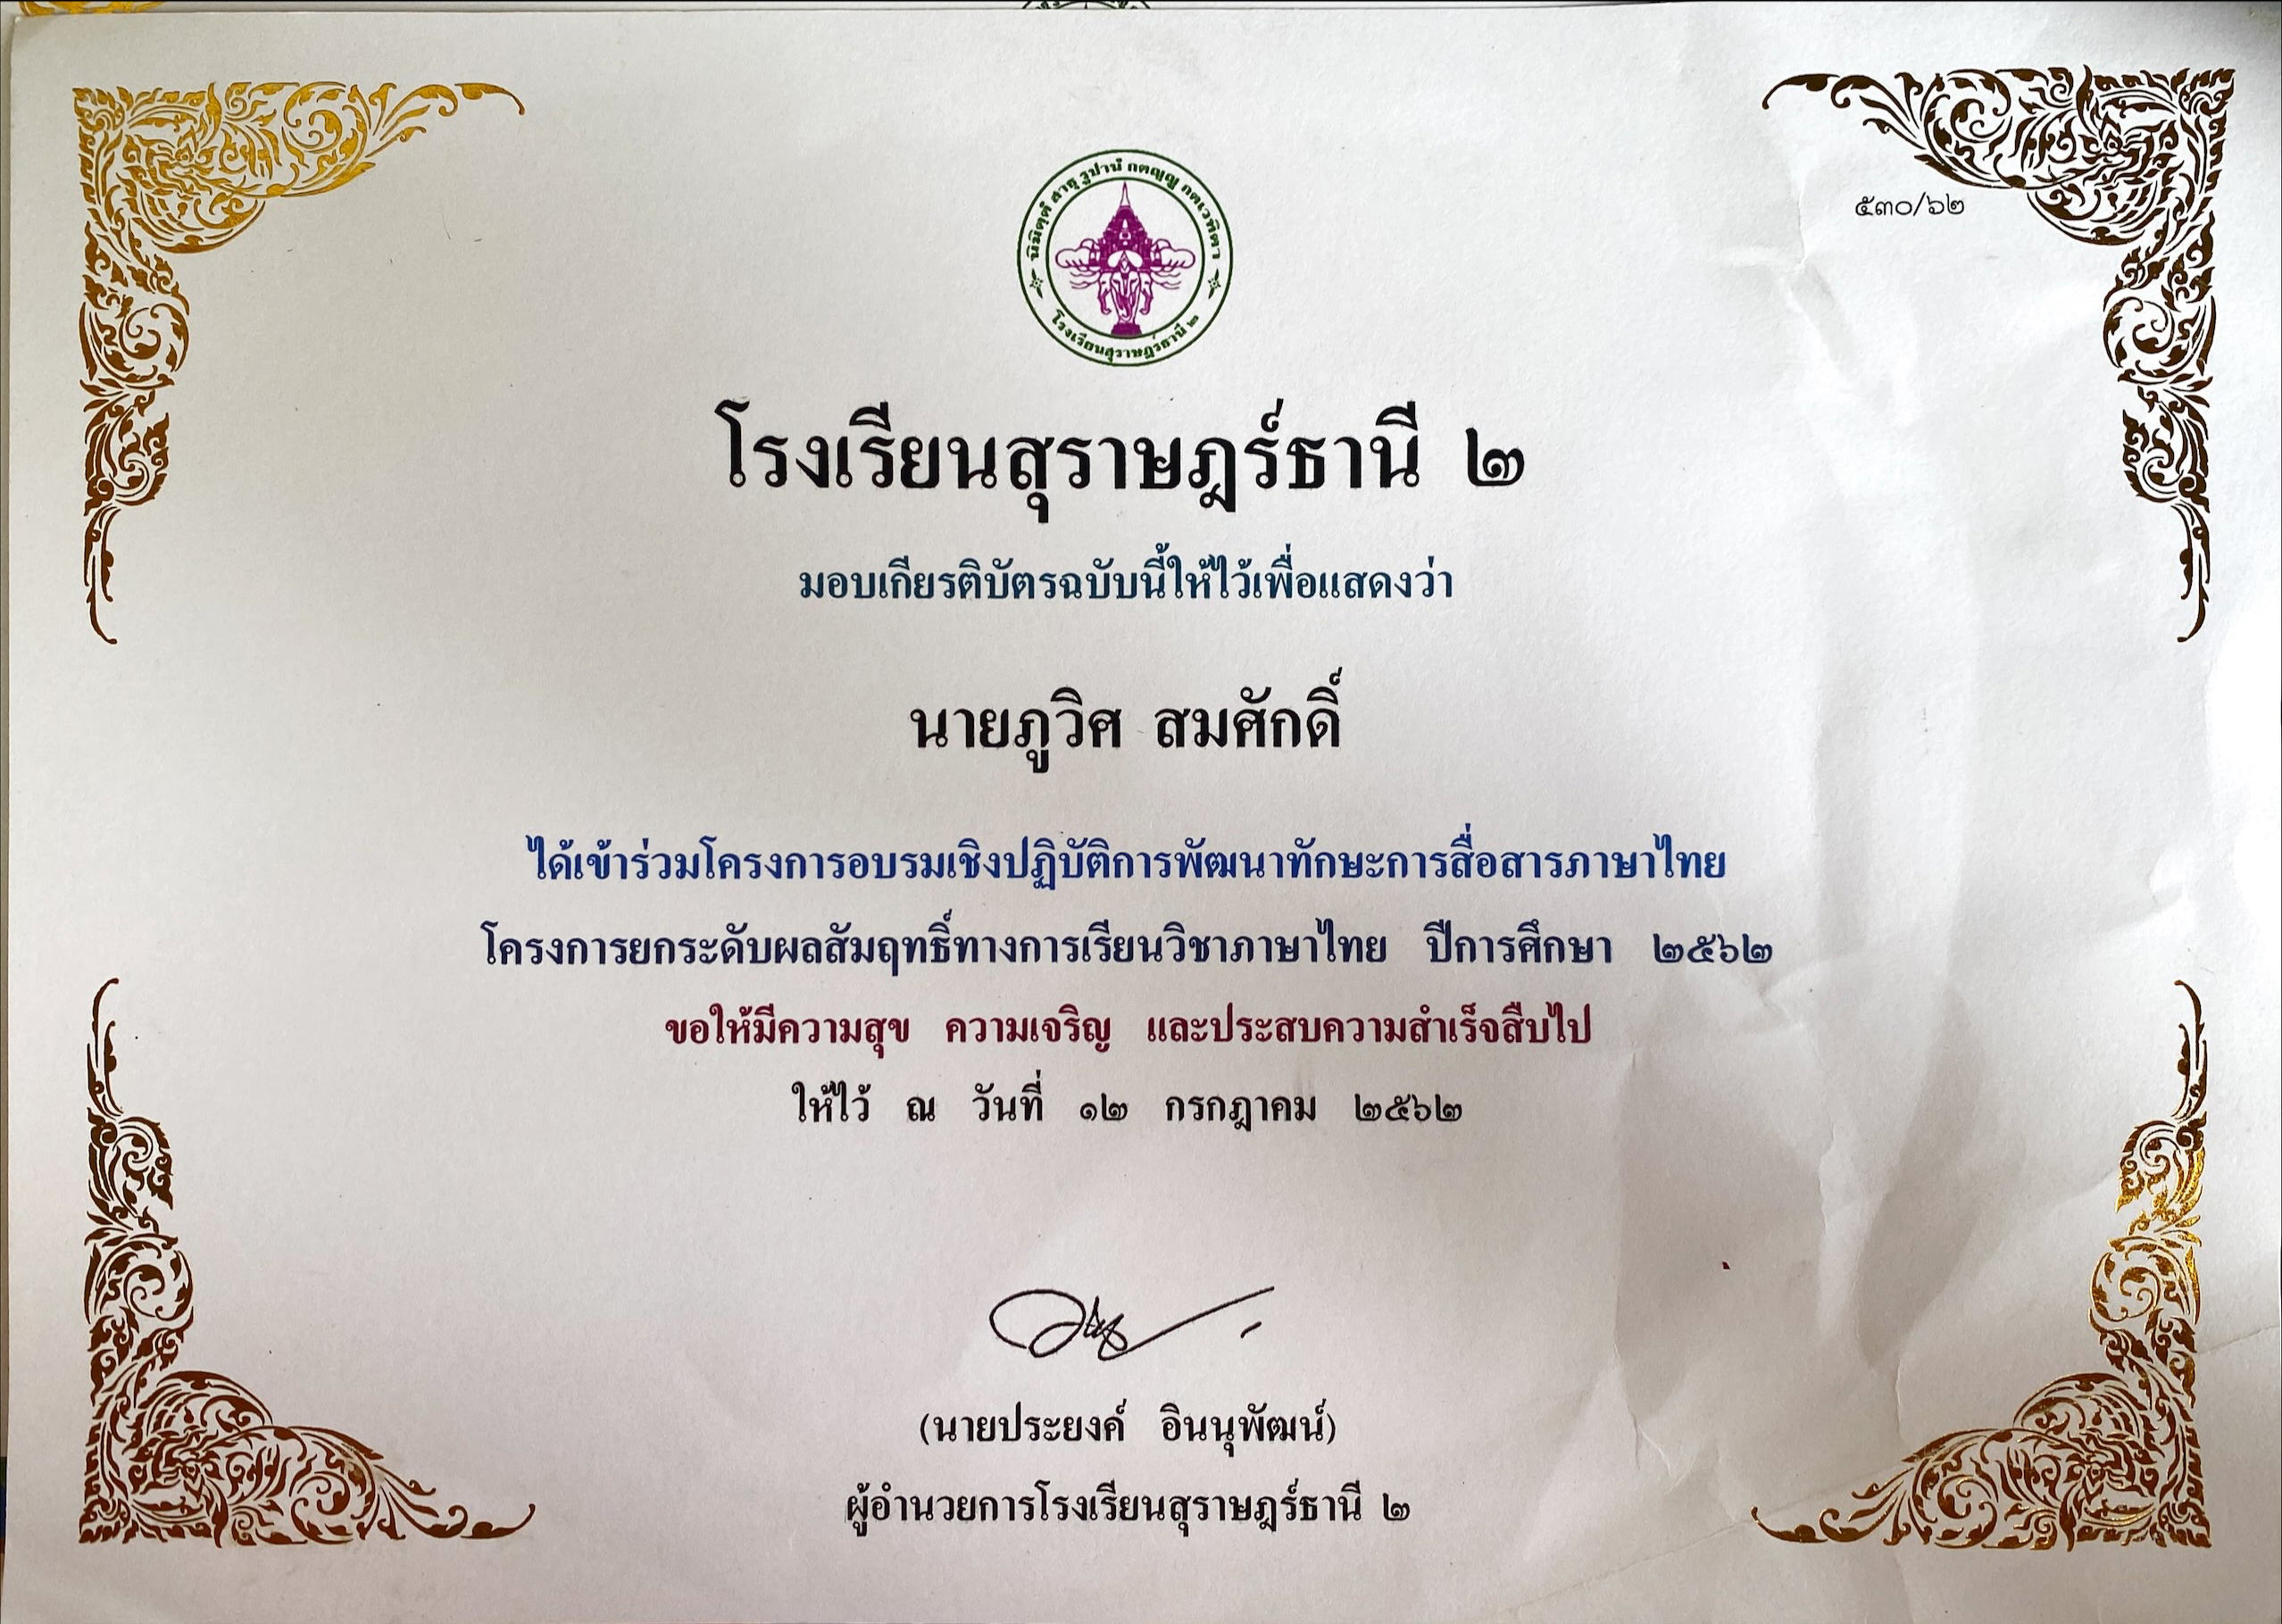 ๕๓๐/๖๒
นิมิตฺตํ สาธุ รูปานํ กตญฺญู กตเวทิตา
โรงเรียนสุราษฎร์ธานี ๒
โรงเรียนสุราษฎร์ธานี ๒
มอบเกียรติบัตรฉบับนี้ให้ไว้เพื่อแสดงว่า
นายภูวิศ สมศักดิ์
ได้เข้าร่วมโครงการอบรมเชิงปฏิบัติการพัฒนาทักษะการสื่อสารภาษาไทย
โครงการยกระดับผลสัมฤทธิ์ทางการเรียนวิชาภาษาไทย ปีการศึกษา ๒๕๖๒
ขอให้มีความสุข ความเจริญ และประสบความสำเร็จสืบไป
ให้ไว้ ณ วันที่ ๑๒ กรกฎาคม ๒๕๖๒
(นายประยงค์ อินนุพัฒน์)
ผู้อำนวยการโรงเรียนสุราษฎร์ธานี ๒